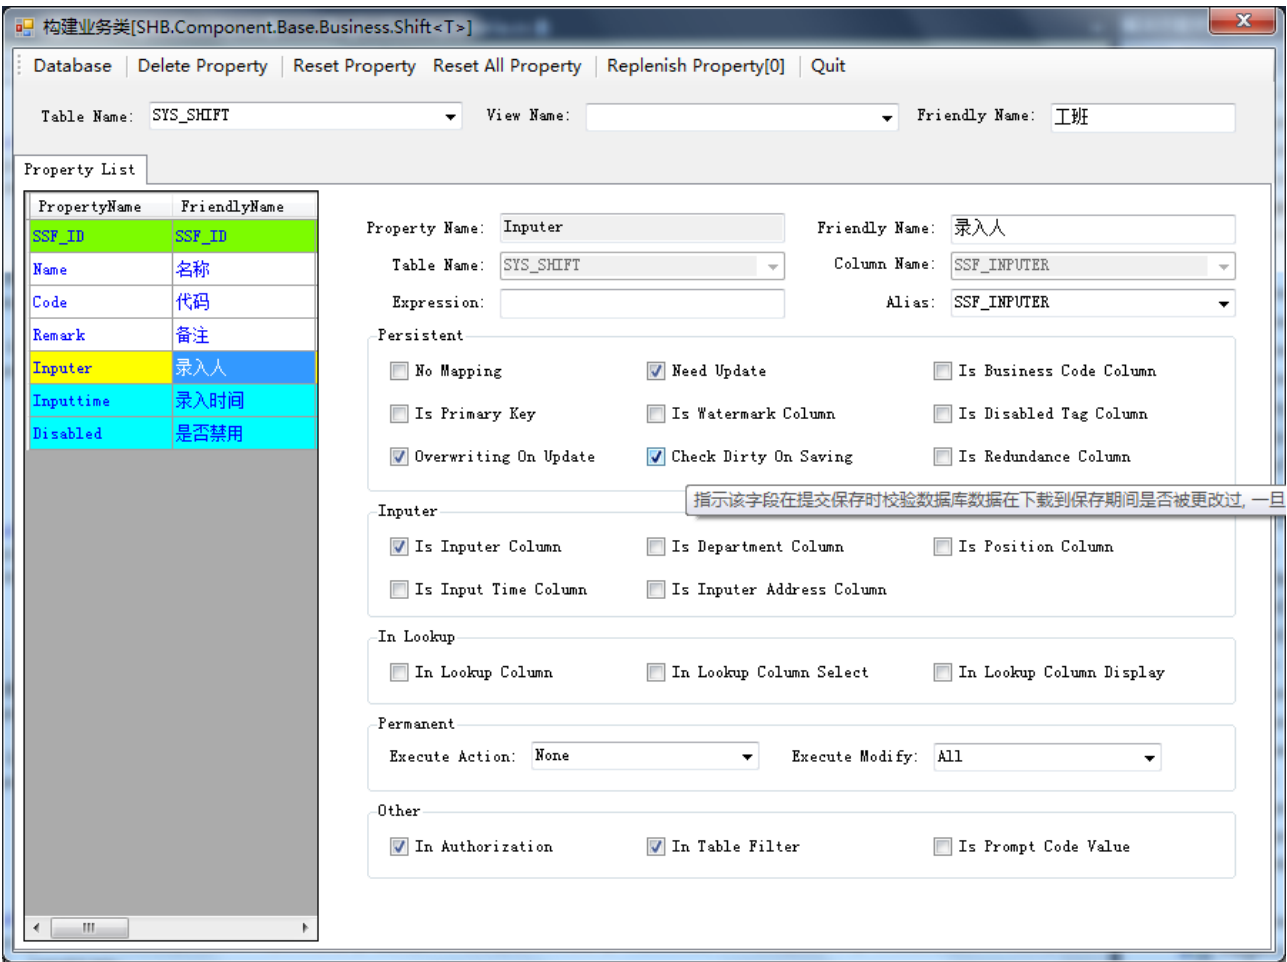 构建业务类[SHB.Component.Base.Business.Shift<T>]
Database Delete Property Reset Property Reset All Property Replenish Property[0] Quit
Table Name: SYS_SHIFT View Name: Friendly Name: 工班
Property List
PropertyName FriendlyName
SSF_ID SSF_ID
Name 名称
Code 代码
Remark 备注
Inputer 录入人
Inputtime 录入时间
Disabled 是否禁用
Property Name: Inputer Friendly Name: 录入人
Table Name: SYS_SHIFT Column Name: SSF_INPUTER
Expression: Alias: SSF_INPUTER
Persistent
No Mapping Need Update Is Business Code Column
Is Primary Key Is Watermark Column Is Disabled Tag Column
Overwriting On Update Check Dirty On Saving Is Redundance Column
指示该字段在提交保存时校验数据库数据在下载到保存期间是否被更改过, 一旦
Inputer
Is Inputer Column Is Department Column Is Position Column
Is Input Time Column Is Inputer Address Column
In Lookup
In Lookup Column In Lookup Column Select In Lookup Column Display
Permanent
Execute Action: None Execute Modify: All
Other
In Authorization In Table Filter Is Prompt Code Value